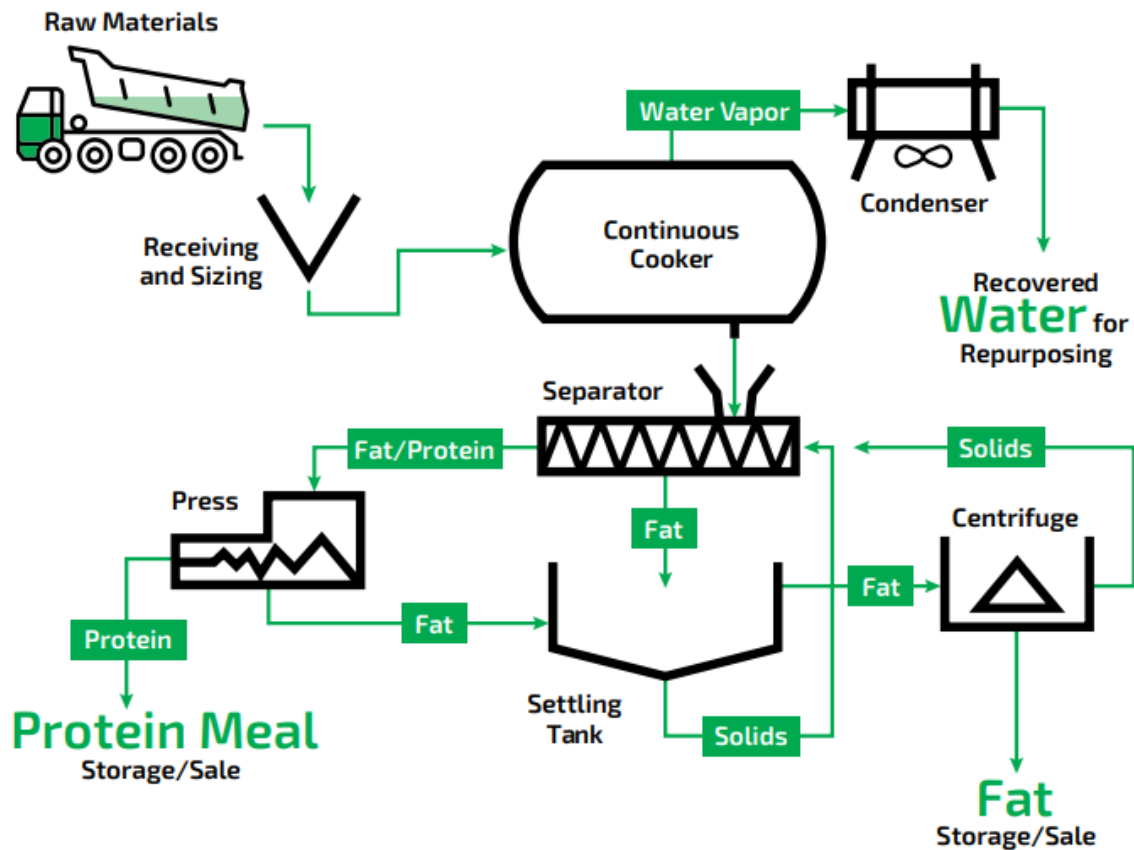 Raw Materials
Receiving
and Sizing
Water Vapor
Continuous
Cooker
Condenser
Recovered
Water for
Repurposing
Separator
Fat/Protein
Solids
Press
Fat
Centrifuge
Fat
Fat
Protein
Settling
Tank
Solids
Protein Meal
Storage/Sale
Fat
Storage/Sale